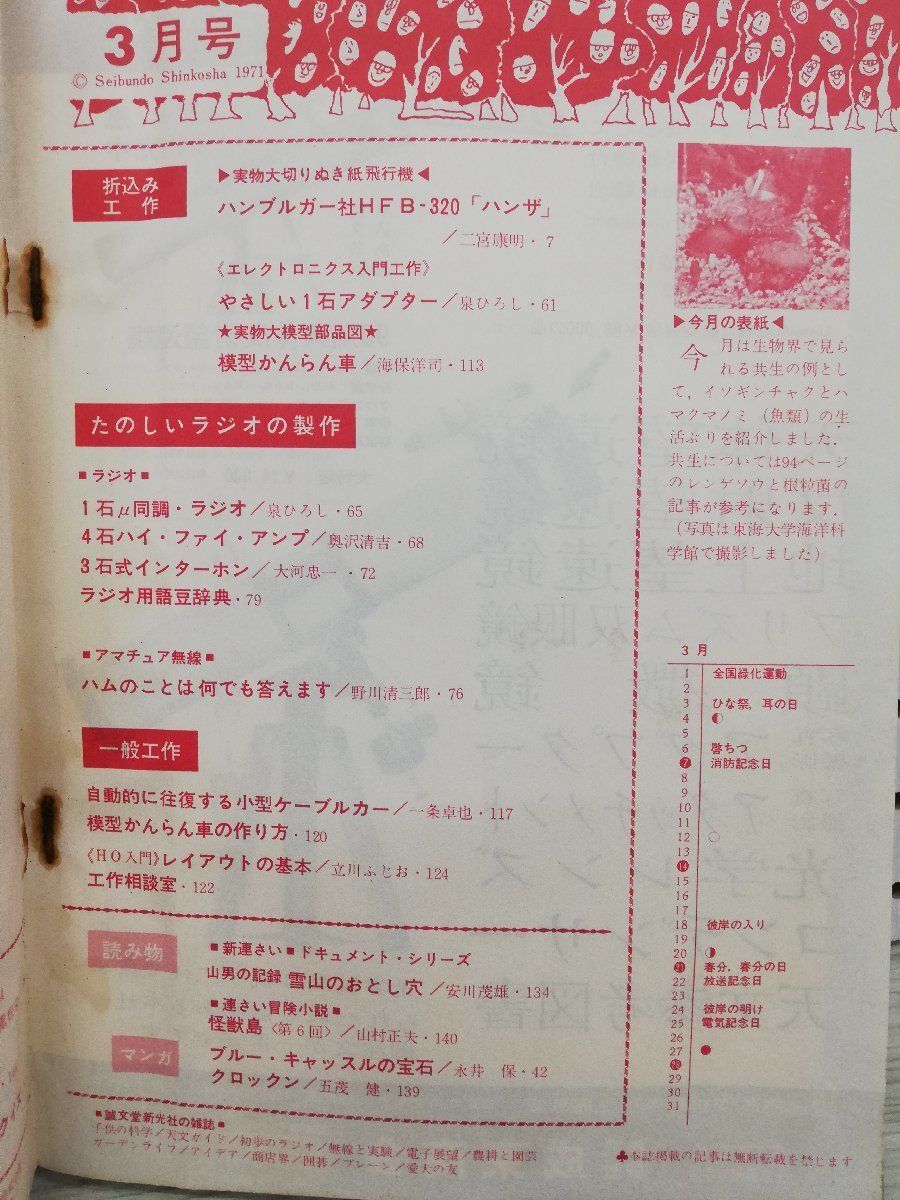 3月号
© Seibundo Shinkosha 1971
折込み
工作
▶実物大切りぬき紙飛行機◀
ハンブルガー社HFB-320「ハンザ」
/二宮康明・7
《エレクトロニクス入門工作》
やさしい1石アダプター/泉ひろし・61
★実物大模型部品図★
模型かんらん車/海保洋司・113
たのしいラジオの製作
■ラジオ■
1石μ同調・ラジオ/泉ひろし・65
4石ハイ・ファイ・アンプ/奥沢清吉・68
3石式インターホン/大河忠一・72
ラジオ用語豆辞典・79
■アマチュア無線■
ハムのことは何でも答えます/野川清三郎・76
一般工作
自動的に往復する小型ケーブルカー/一条卓也・117
模型かんらん車の作り方・120
《HO入門》レイアウトの基本/立川ふじお・124
工作相談室・122
読み物
■新連さい■ドキュメント・シリーズ
山男の記録 雪山のおとし穴/安川茂雄・134
■連さい冒険小説■
怪獣島〈第6回〉/山村正夫・140
マンガ
ブルー・キャッスルの宝石/永井 保・42
クロックン/五茂 健・139
■誠文堂新光社の雑誌■
子供の科学/天文ガイド/初歩のラジオ/無線と実験/電子展望/農耕と園芸
ガーデンライフ/アイデア/商店界/囲碁/ブレーン/愛犬の友
▶今月の表紙◀
今月は生物界で見ら
れる共生の例とし
て，イソギンチャクとハ
マクマノミ（魚類）の生
活ぶりを紹介しました．
共生については94ページ
のレンゲソウと根粒菌の
記事が参考になります．
（写真は東海大学海洋科
学館で撮影しました）
3月
1 全国緑化運動
2
3 ひな祭，耳の日
4 ◐
5
6 啓ちつ
7 消防記念日
8
9
10
11
12 ○
13
14
15
16
17
18 彼岸の入り
19
20 ◑
21 春分，春分の日
22 放送記念日
23
24 彼岸の明け
25 電気記念日
26
27 ●
28
29
30
31
♣本誌掲載の記事は無断転載を禁じます